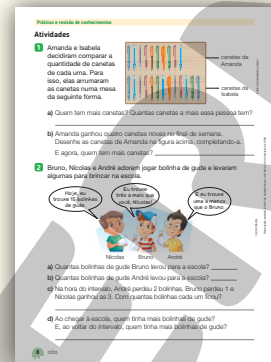 Práticas e revisão de conhecimentos
Atividades
1 Amanda e Isabela
decidiram comparar a
quantidade de canetas
de cada uma. Para
isso, elas arrumaram
as canetas numa mesa
da seguinte forma.
canetas da
Amanda
canetas da
Isabela
a) Quem tem mais canetas? Quantas canetas a mais essa pessoa tem?
b) Amanda ganhou quatro canetas novas no final de semana.
Desenhe as canetas de Amanda na figura acima, completando-a.
E agora, quem tem mais canetas?
2 Bruno, Nicolas e André adoram jogar bolinha de gude e levaram
algumas para brincar na escola.
Hoje, eu
trouxe 15 bolinhas
de gude.
Eu trouxe
três a mais que
você, Nicolas!
E eu trouxe
uma a menos
que o Bruno.
Nicolas Bruno André
a) Quantas bolinhas de gude Bruno levou para a escola?
b) Quantas bolinhas de gude André levou para a escola?
c) Na hora do intervalo, André perdeu 2 bolinhas, Bruno perdeu 1 e
Nicolas ganhou as 3. Com quantas bolinhas cada um ficou?
d) Ao chegar à escola, quem tinha mais bolinhas de gude?
E, ao voltar do intervalo, quem tinha mais bolinhas de gude?
8 oito